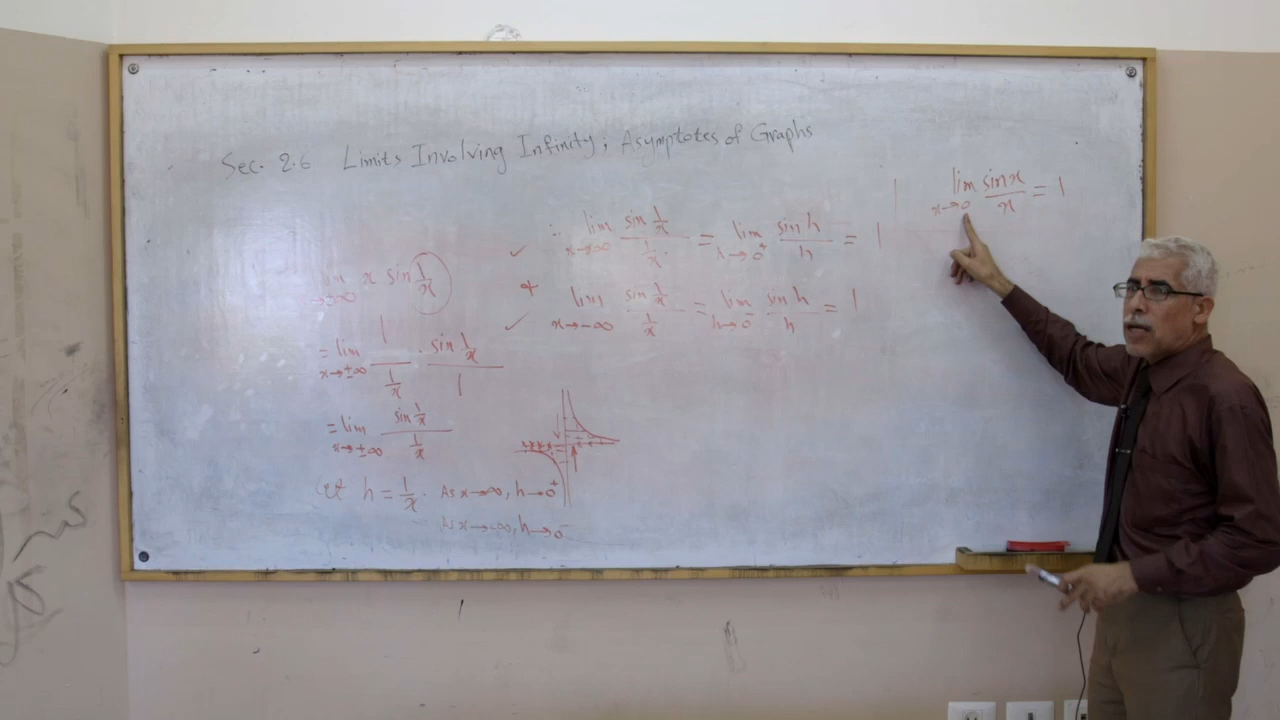 Sec. 2.6 Limits Involving Infinity; Asymptotes of Graphs
lim x→±∞ x sin 1/x
= lim x→±∞ 1/(1/x) · (sin 1/x)/1
= lim x→±∞ (sin 1/x)/(1/x)
Let h = 1/x. As x→∞, h→0⁺
As x→-∞, h→0⁻
∴ lim x→∞ (sin 1/x)/(1/x) = lim h→0⁺ (sin h)/h = 1
& lim x→-∞ (sin 1/x)/(1/x) = lim h→0⁻ (sin h)/h = 1
lim x→0 (sin x)/x = 1